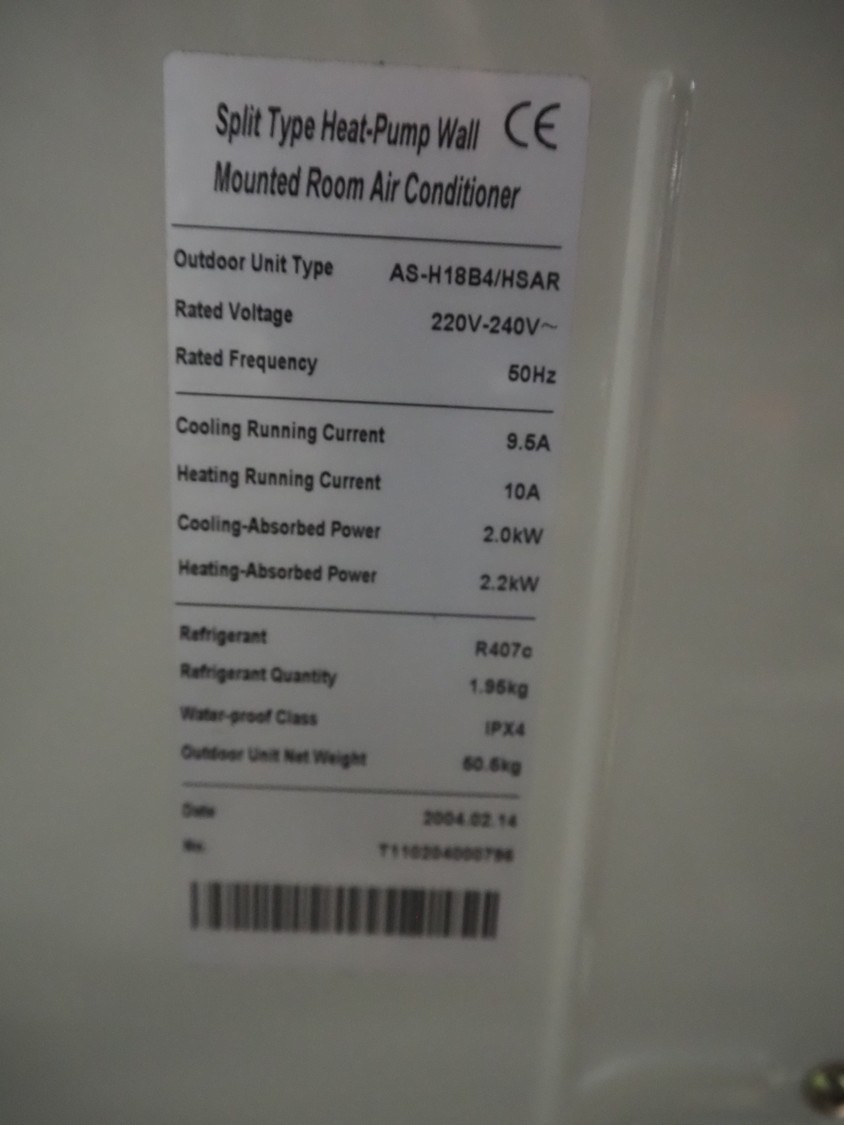 Split Type Heat-Pump Wall CE
Mounted Room Air Conditioner
Outdoor Unit Type AS-H18B4/HSAR
Rated Voltage 220V-240V~
Rated Frequency 50Hz
Cooling Running Current 9.5A
Heating Running Current 10A
Cooling-Absorbed Power 2.0kW
Heating-Absorbed Power 2.2kW
Refrigerant R407c
Refrigerant Quantity 1.95kg
Water-proof Class IPX4
Outdoor Unit Net Weight
Date 2004.02.14
No. T110204000796